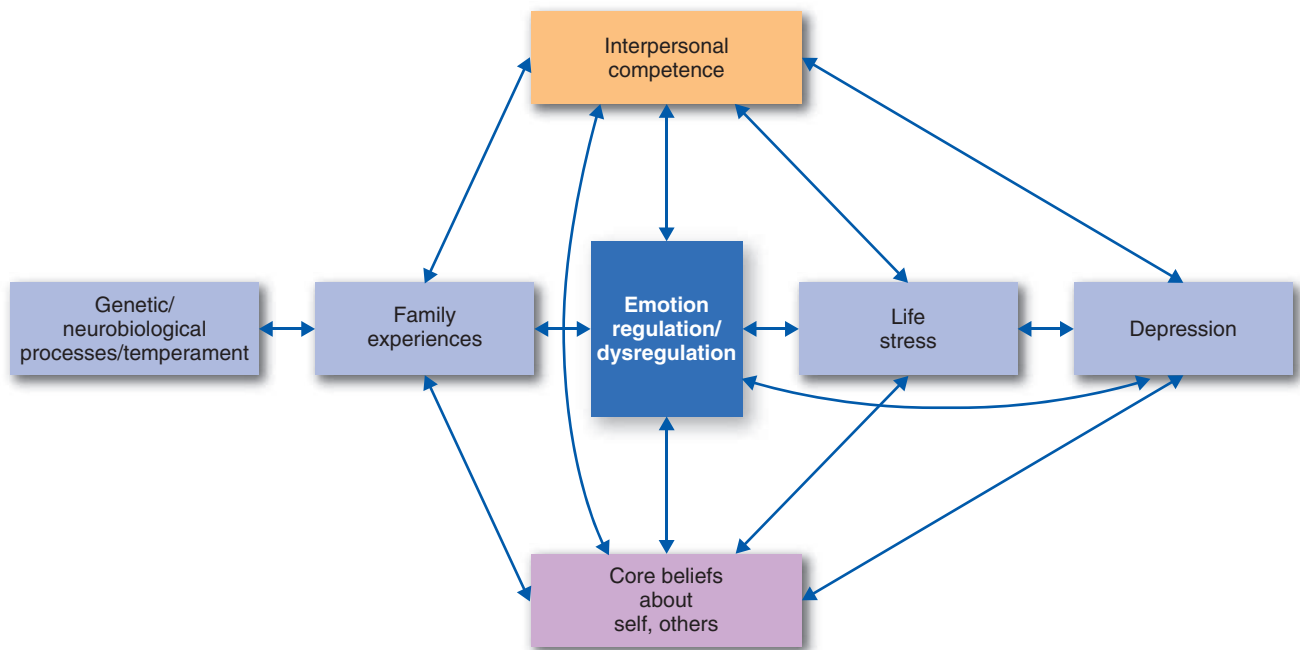 Interpersonal
competence
Genetic/
neurobiological
processes/temperament
Family
experiences
Emotion
regulation/
dysregulation
Life
stress
Depression
Core beliefs
about
self, others